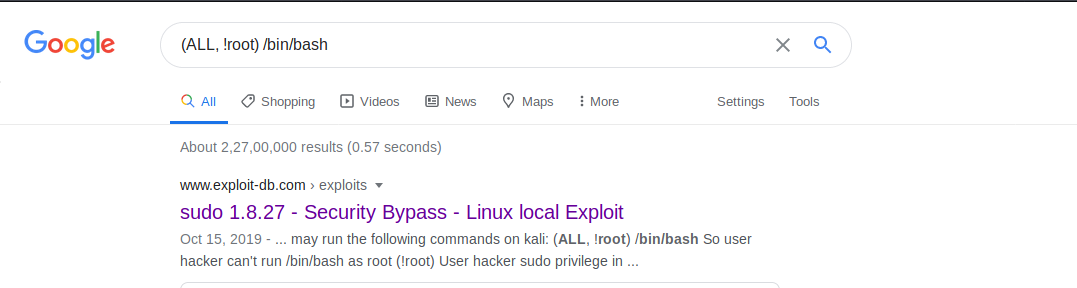 Google
(ALL, !root) /bin/bash
All Shopping Videos News Maps More Settings Tools
About 2,27,00,000 results (0.57 seconds)
www.exploit-db.com › exploits
sudo 1.8.27 - Security Bypass - Linux local Exploit
Oct 15, 2019 - ... may run the following commands on kali: (ALL, !root) /bin/bash So user
hacker can't run /bin/bash as root (!root) User hacker sudo privilege in ...